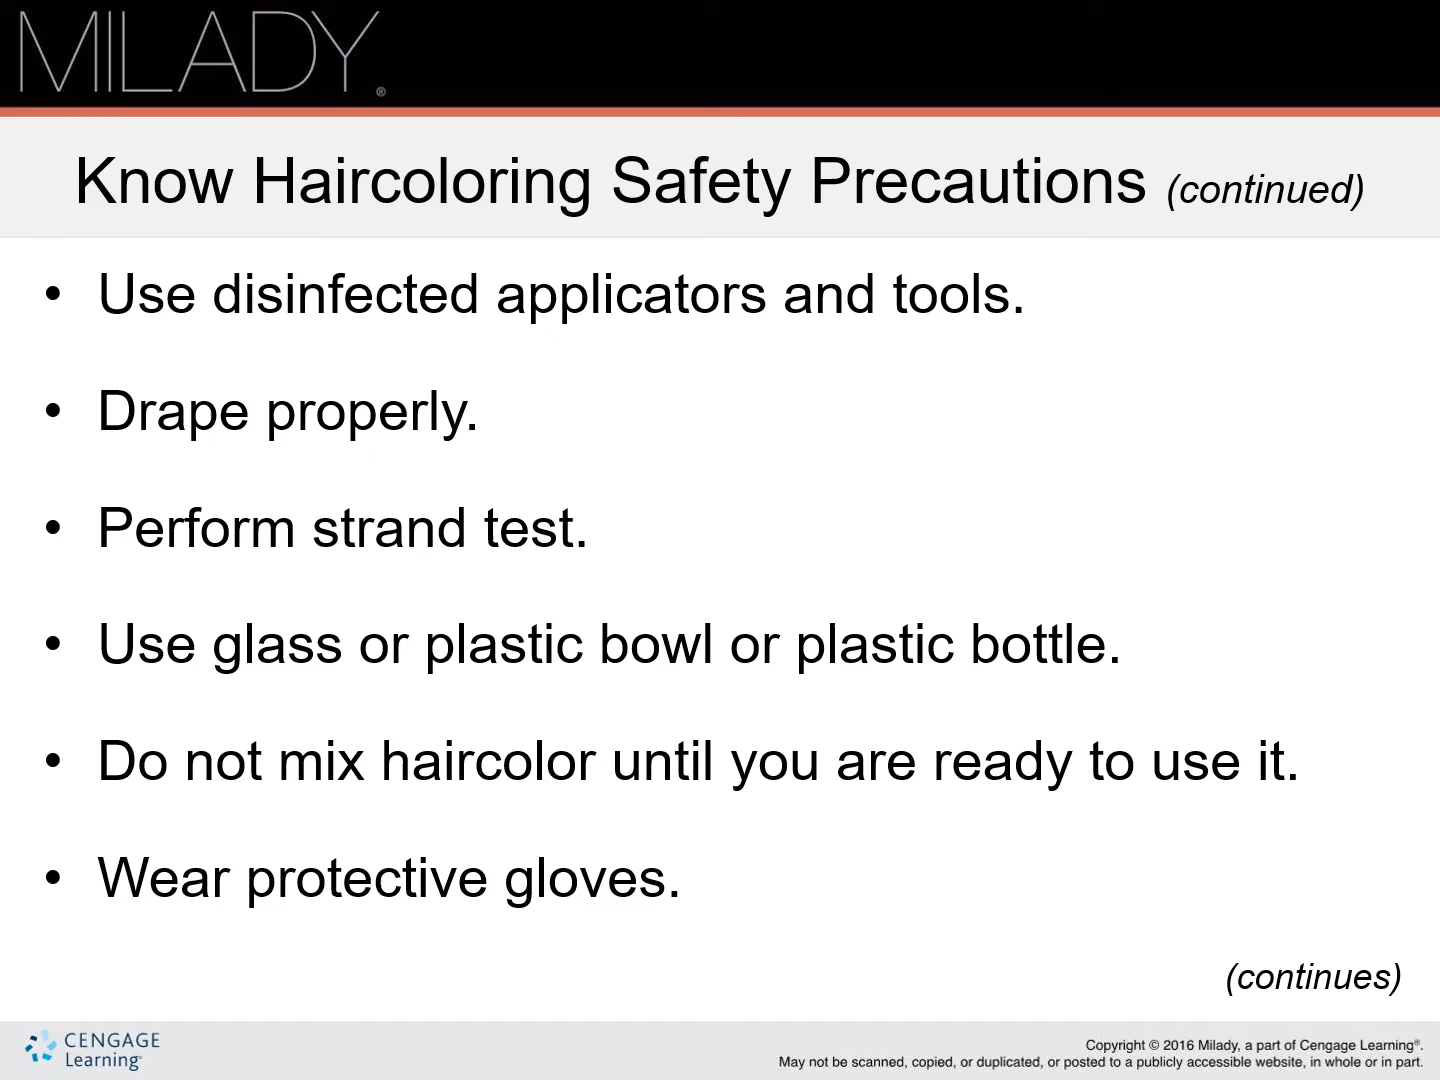 MILADY®
Know Haircoloring Safety Precautions (continued)
• Use disinfected applicators and tools.
• Drape properly.
• Perform strand test.
• Use glass or plastic bowl or plastic bottle.
• Do not mix haircolor until you are ready to use it.
• Wear protective gloves.
(continues)
CENGAGE
Learning™
Copyright © 2016 Milady, a part of Cengage Learning®.
May not be scanned, copied, or duplicated, or posted to a publicly accessible website, in whole or in part.